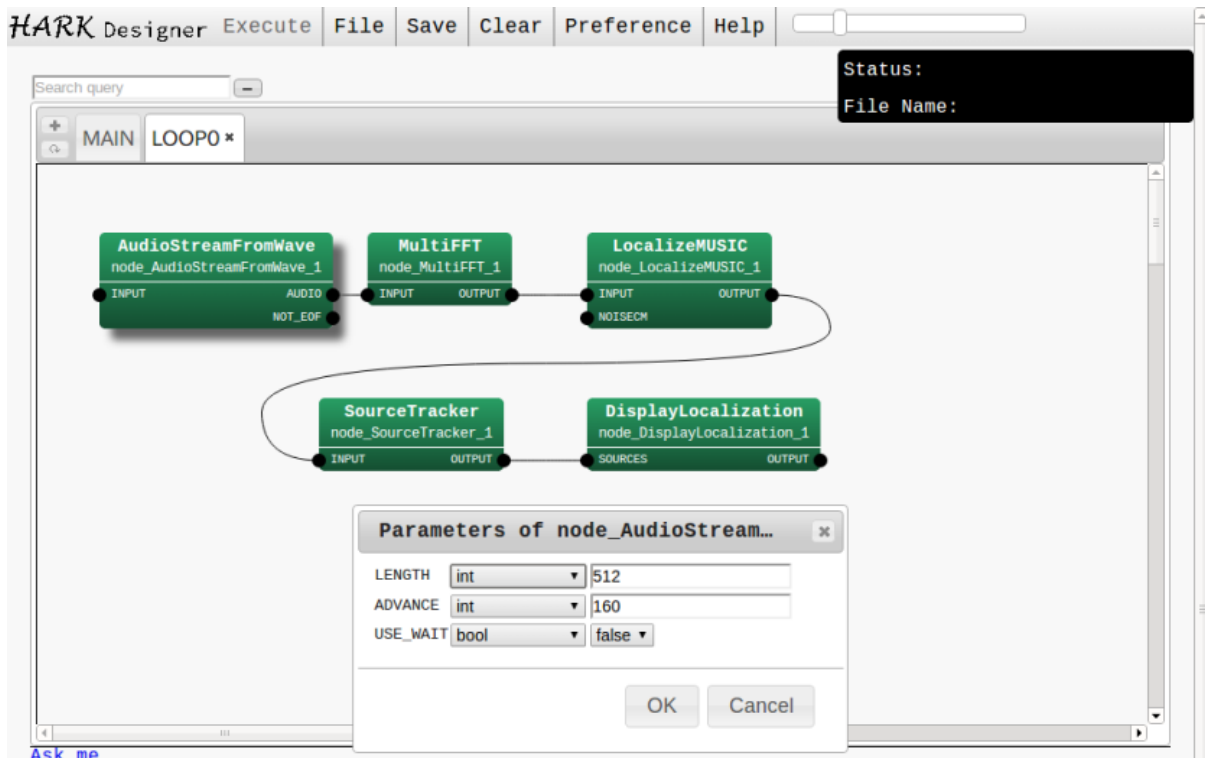 HARK Designer Execute File Save Clear Preference Help
Status:
File Name:
Search query
MAIN LOOP0
AudioStreamFromWave
node_AudioStreamFromWave_1
INPUT AUDIO
NOT_EOF
MultiFFT
node_MultiFFT_1
INPUT OUTPUT
LocalizeMUSIC
node_LocalizeMUSIC_1
INPUT OUTPUT
NOISECM
SourceTracker
node_SourceTracker_1
INPUT OUTPUT
DisplayLocalization
node_DisplayLocalization_1
SOURCES OUTPUT
Parameters of node_AudioStream…
LENGTH int 512
ADVANCE int 160
USE_WAIT bool false
OK Cancel
Ask me